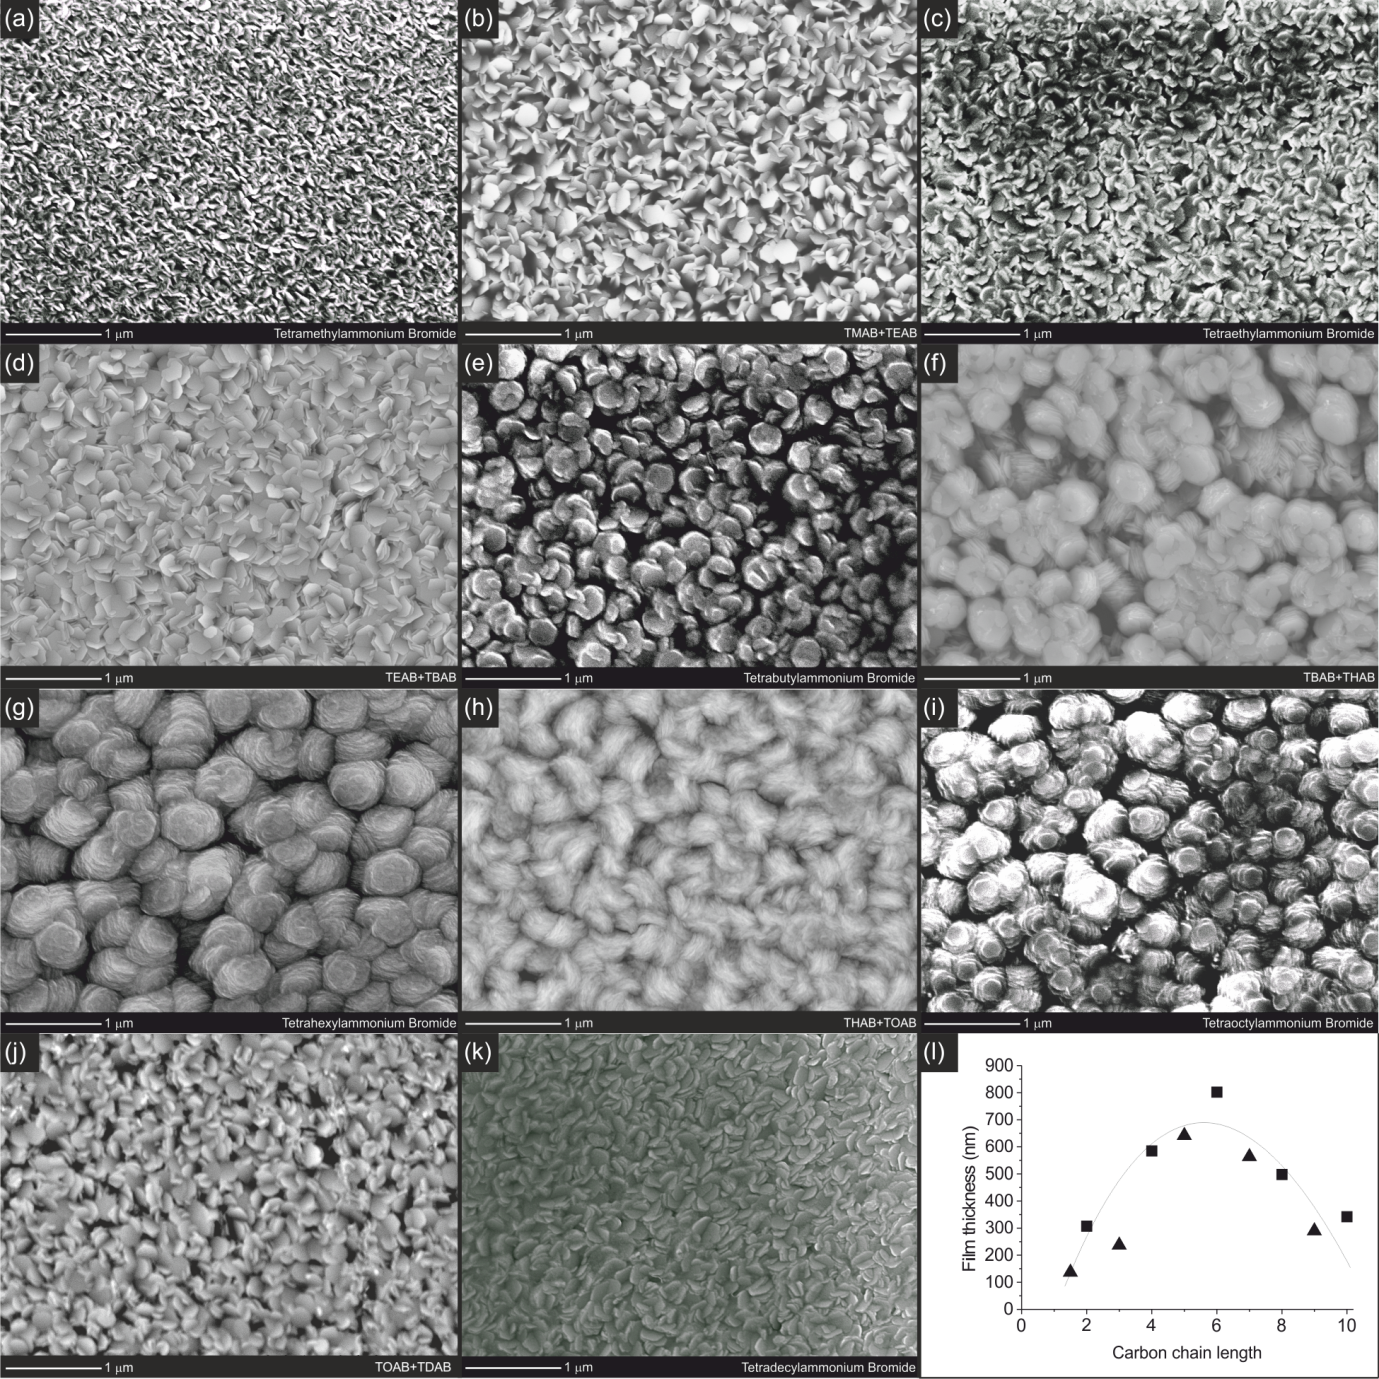 (a)
1 μm
Tetramethylammonium Bromide
(b)
1 μm
TMAB+TEAB
(c)
1 μm
Tetraethylammonium Bromide
(d)
1 μm
TEAB+TBAB
(e)
1 μm
Tetrabutylammonium Bromide
(f)
1 μm
TBAB+THAB
(g)
1 μm
Tetrahexylammonium Bromide
(h)
1 μm
THAB+TOAB
(i)
1 μm
Tetraoctylammonium Bromide
(j)
1 μm
TOAB+TDAB
(k)
1 μm
Tetradecylammonium Bromide
(l)
Film thickness (nm)
900
800
700
600
500
400
300
200
100
0
0 2 4 6 8 10
Carbon chain length